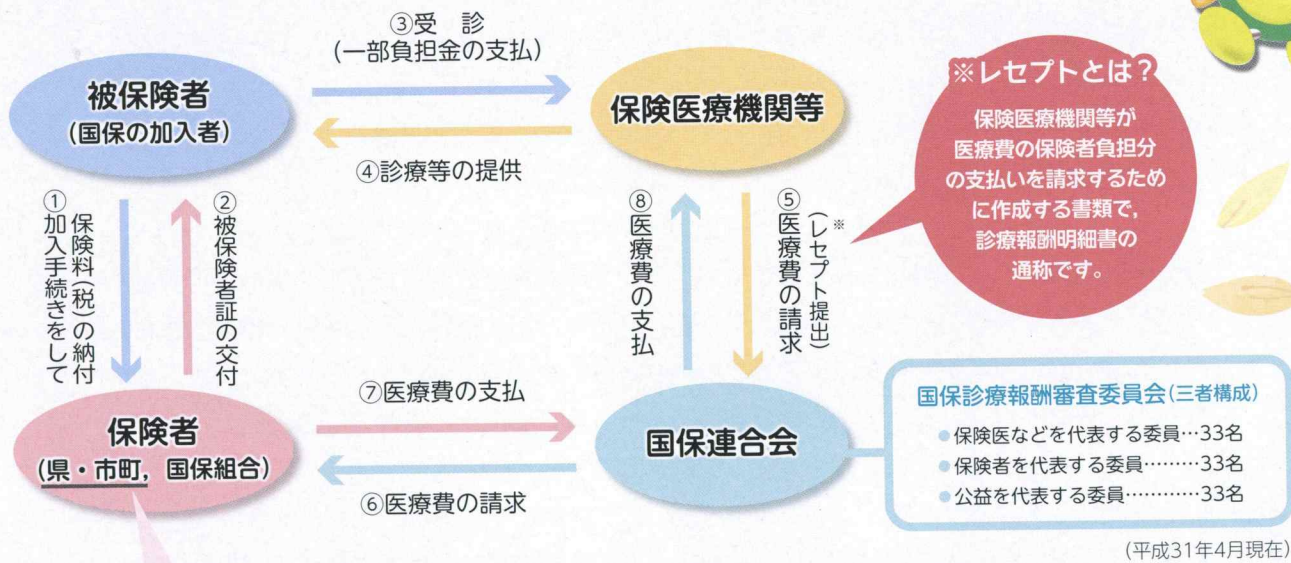 ③受　診
(一部負担金の支払)
被保険者
(国保の加入者)
保険医療機関等
④診療等の提供
①加入手続きをして
保険料(税)の納付
②被保険者証の交付
⑧医療費の支払
⑤医療費の請求
(レセプト提出)※
※レセプトとは?
保険医療機関等が
医療費の保険者負担分
の支払いを請求するため
に作成する書類で,
診療報酬明細書の
通称です。
保険者
(県・市町, 国保組合)
⑦医療費の支払
⑥医療費の請求
国保連合会
国保診療報酬審査委員会(三者構成)
●保険医などを代表する委員…33名
●保険者を代表する委員………33名
●公益を代表する委員…………33名
(平成31年4月現在)